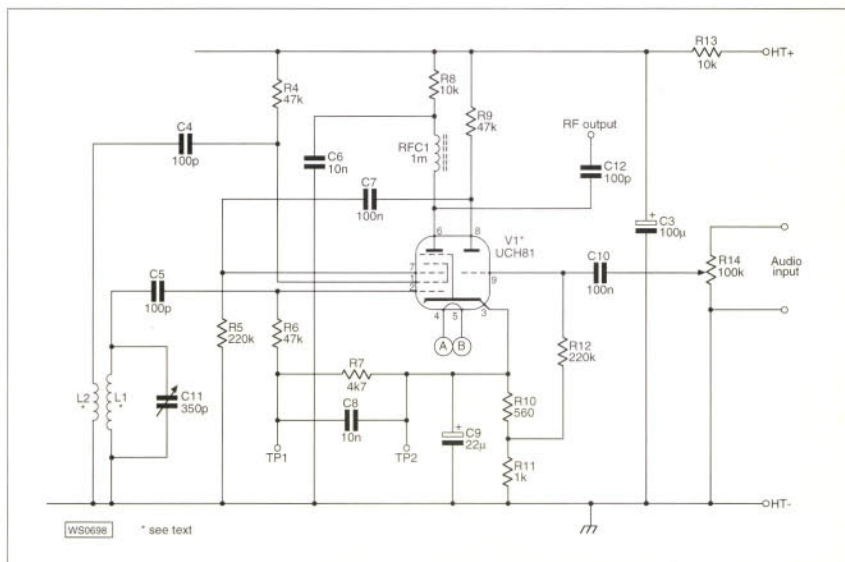 R13
10k
HT+
R4
47k
R8
10k
R9
47k
RF output
C4
100p
RFC1
1m
C6
10n
C12
100p
C7
100n
V1*
UCH81
6
8
C3
100µ
C10
100n
R14
100k
Audio
input
7
1
2
9
C5
100p
4
5
3
A
B
R5
220k
R6
47k
R12
220k
L2
*
L1
*
C11
350p
R7
4k7
C8
10n
R10
560
C9
22µ
TP1
TP2
R11
1k
HT-
WS0698
* see text